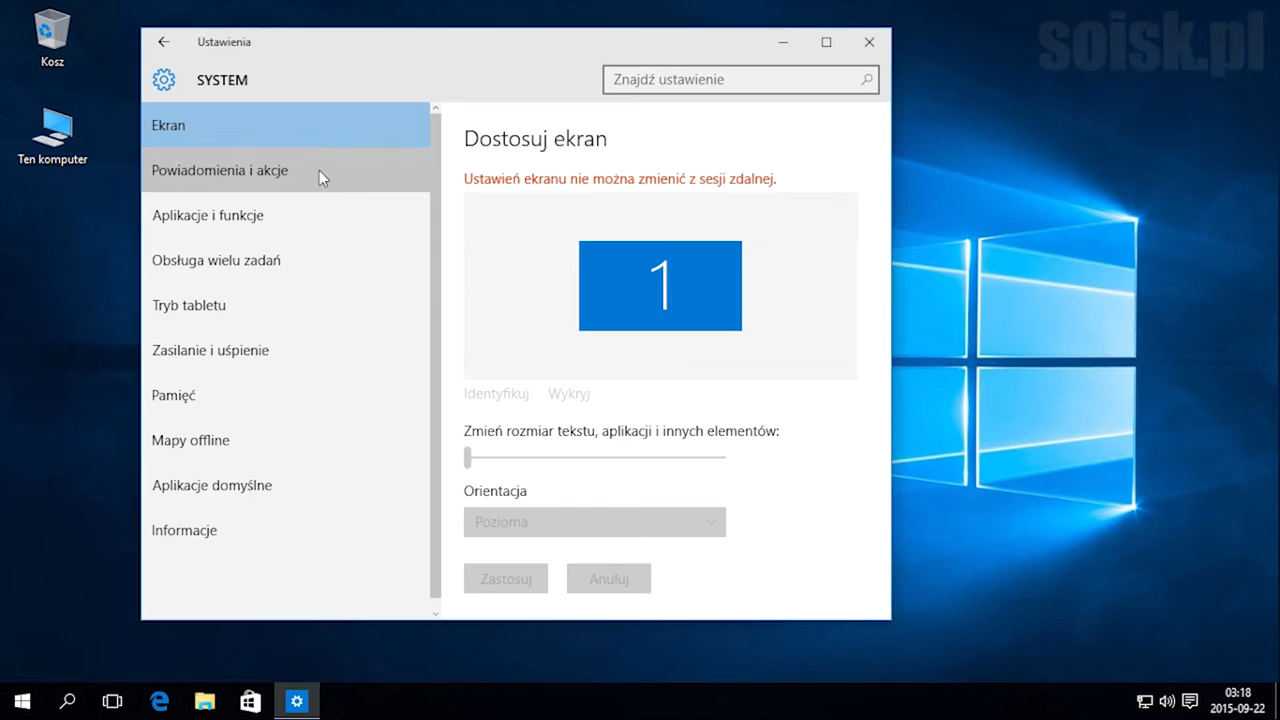 soisk.pl
Kosz
Ten komputer
Ustawienia
SYSTEM
Znajdź ustawienie
Ekran
Powiadomienia i akcje
Aplikacje i funkcje
Obsługa wielu zadań
Tryb tabletu
Zasilanie i uśpienie
Pamięć
Mapy offline
Aplikacje domyślne
Informacje
Dostosuj ekran
Ustawień ekranu nie można zmienić z sesji zdalnej.
1
Identyfikuj Wykryj
Zmień rozmiar tekstu, aplikacji i innych elementów:
Orientacja
Pozioma
Zastosuj Anuluj
03:18
2015-09-22